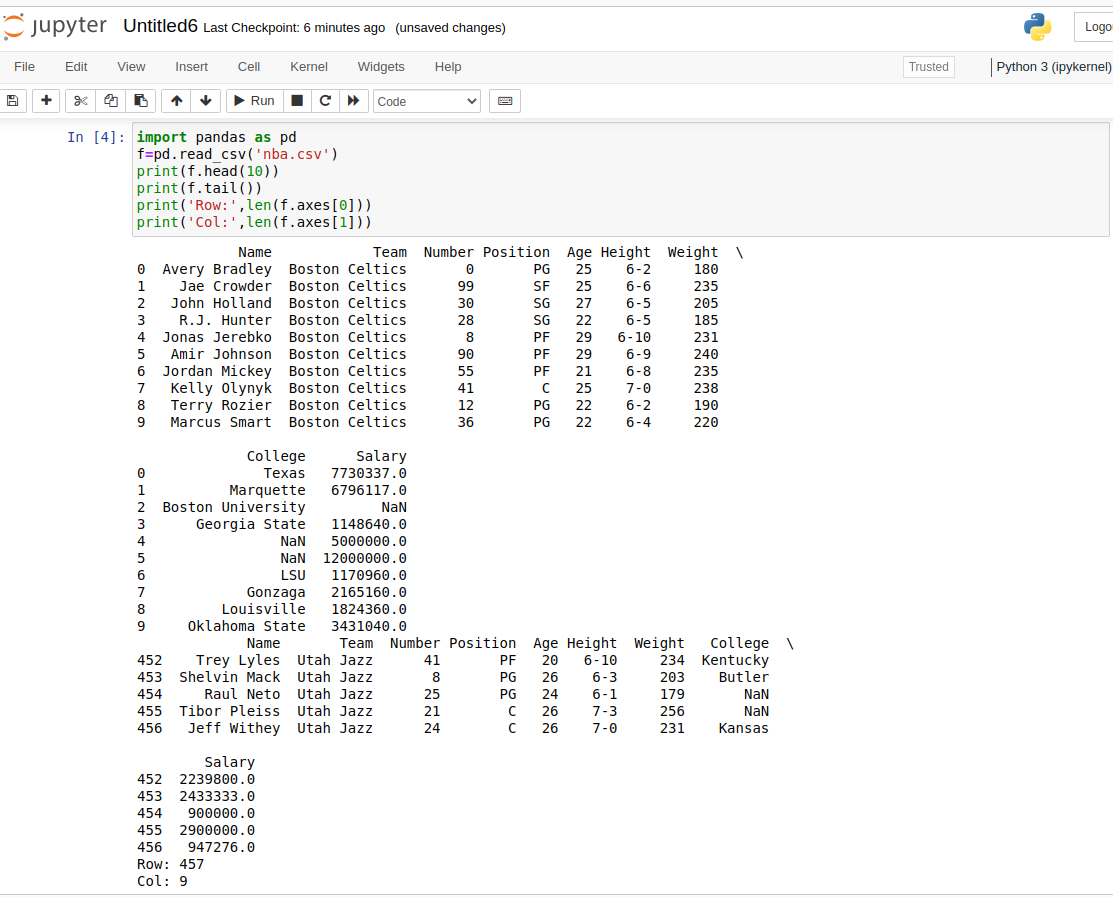 jupyter Untitled6 Last Checkpoint: 6 minutes ago (unsaved changes) Logo
File Edit View Insert Cell Kernel Widgets Help Trusted Python 3 (ipykernel)
Run Code
In [4]: import pandas as pd
f=pd.read_csv('nba.csv')
print(f.head(10))
print(f.tail())
print('Row:',len(f.axes[0]))
print('Col:',len(f.axes[1]))
            Name            Team  Number Position  Age Height  Weight  \
0  Avery Bradley  Boston Celtics       0       PG   25    6-2     180
1    Jae Crowder  Boston Celtics      99       SF   25    6-6     235
2   John Holland  Boston Celtics      30       SG   27    6-5     205
3    R.J. Hunter  Boston Celtics      28       SG   22    6-5     185
4  Jonas Jerebko  Boston Celtics       8       PF   29   6-10     231
5   Amir Johnson  Boston Celtics      90       PF   29    6-9     240
6  Jordan Mickey  Boston Celtics      55       PF   21    6-8     235
7   Kelly Olynyk  Boston Celtics      41        C   25    7-0     238
8   Terry Rozier  Boston Celtics      12       PG   22    6-2     190
9   Marcus Smart  Boston Celtics      36       PG   22    6-4     220
             College      Salary
0              Texas   7730337.0
1          Marquette   6796117.0
2  Boston University         NaN
3      Georgia State   1148640.0
4                NaN   5000000.0
5                NaN  12000000.0
6                LSU   1170960.0
7            Gonzaga   2165160.0
8         Louisville   1824360.0
9     Oklahoma State   3431040.0
             Name       Team  Number Position  Age Height  Weight   College  \
452    Trey Lyles  Utah Jazz      41       PF   20   6-10     234  Kentucky
453  Shelvin Mack  Utah Jazz       8       PG   26    6-3     203    Butler
454     Raul Neto  Utah Jazz      25       PG   24    6-1     179       NaN
455  Tibor Pleiss  Utah Jazz      21        C   26    7-3     256       NaN
456   Jeff Withey  Utah Jazz      24        C   26    7-0     231    Kansas
        Salary
452  2239800.0
453  2433333.0
454   900000.0
455  2900000.0
456   947276.0
Row: 457
Col: 9